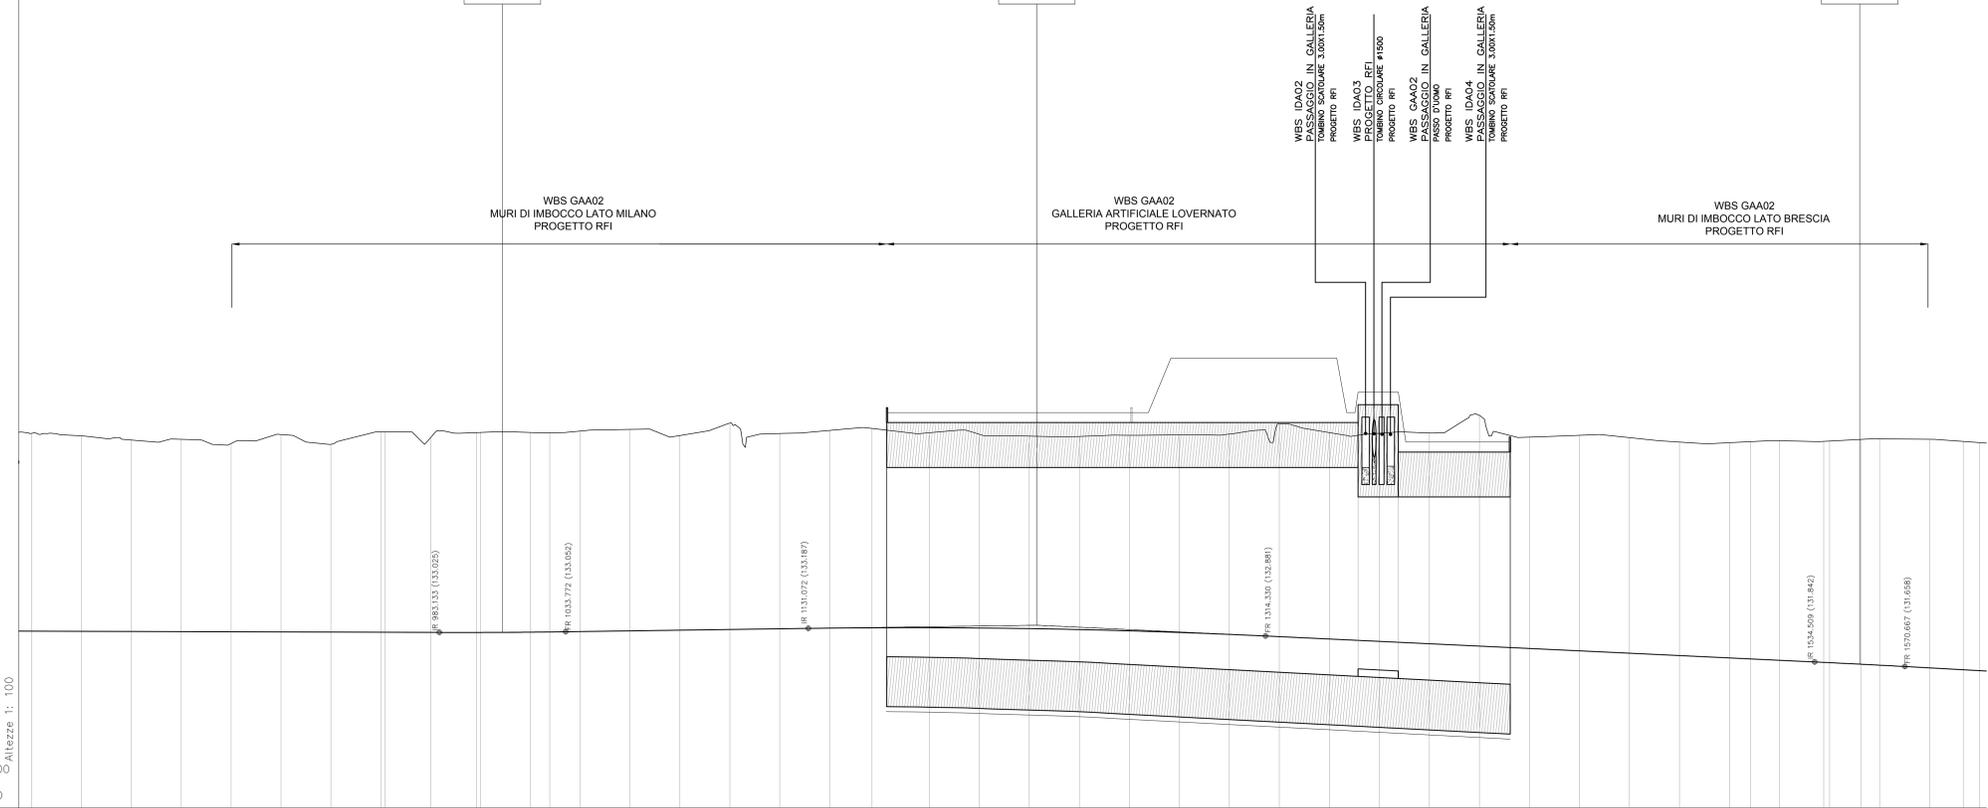 WBS IDA02
PASSAGGIO IN GALLERIA
TOMBINO SCATOLARE 3.00X1.50m
PROGETTO RFI
WBS IDA03
PROGETTO RFI
TOMBINO CIRCOLARE ø1500
PROGETTO RFI
WBS GAA02
PASSAGGIO IN GALLERIA
PASSO D'UOMO
PROGETTO RFI
WBS IDA04
PASSAGGIO IN GALLERIA
TOMBINO SCATOLARE 3.00X1.50m
PROGETTO RFI
WBS GAA02
MURI DI IMBOCCO LATO MILANO
PROGETTO RFI
WBS GAA02
GALLERIA ARTIFICIALE LOVERNATO
PROGETTO RFI
WBS GAA02
MURI DI IMBOCCO LATO BRESCIA
PROGETTO RFI
IR 983.133 (133.025)
FR 1033.772 (133.052)
IR 1131.072 (133.187)
FR 1314.330 (132.881)
IR 1534.509 (131.842)
FR 1570.667 (131.658)
Altezze 1: 100